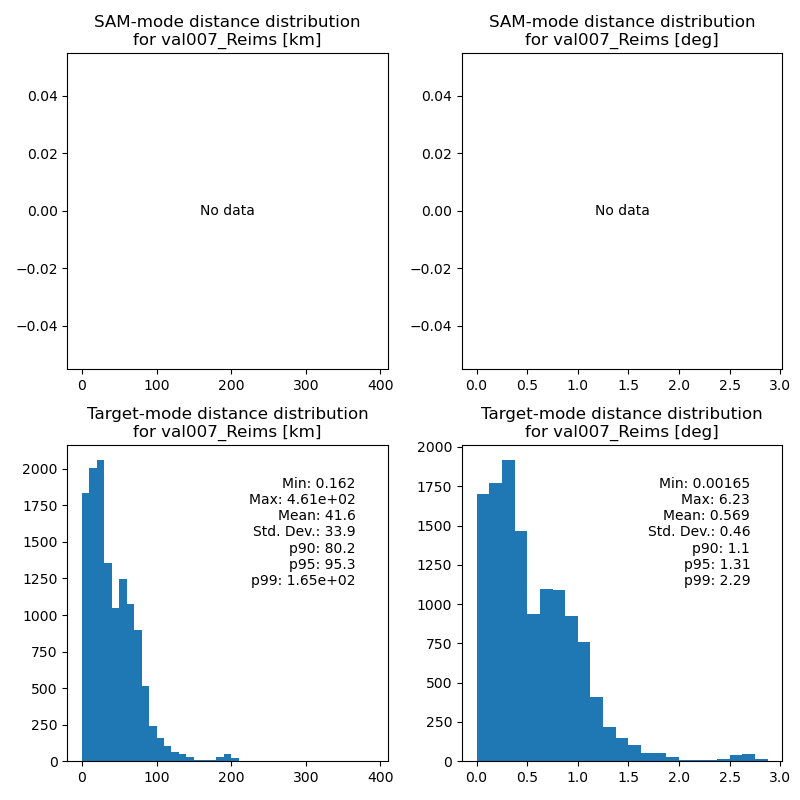 SAM-mode distance distribution
for val007_Reims [km]
0.04
0.02
0.00
−0.02
−0.04
No data
0
100
200
300
400
SAM-mode distance distribution
for val007_Reims [deg]
0.04
0.02
0.00
−0.02
−0.04
No data
0.0
0.5
1.0
1.5
2.0
2.5
3.0
Target-mode distance distribution
for val007_Reims [km]
2000
1750
1500
1250
1000
750
500
250
0
Min: 0.162
Max: 4.61e+02
Mean: 41.6
Std. Dev.: 33.9
p90: 80.2
p95: 95.3
p99: 1.65e+02
0
100
200
300
400
Target-mode distance distribution
for val007_Reims [deg]
2000
1750
1500
1250
1000
750
500
250
0
Min: 0.00165
Max: 6.23
Mean: 0.569
Std. Dev.: 0.46
p90: 1.1
p95: 1.31
p99: 2.29
0.0
0.5
1.0
1.5
2.0
2.5
3.0